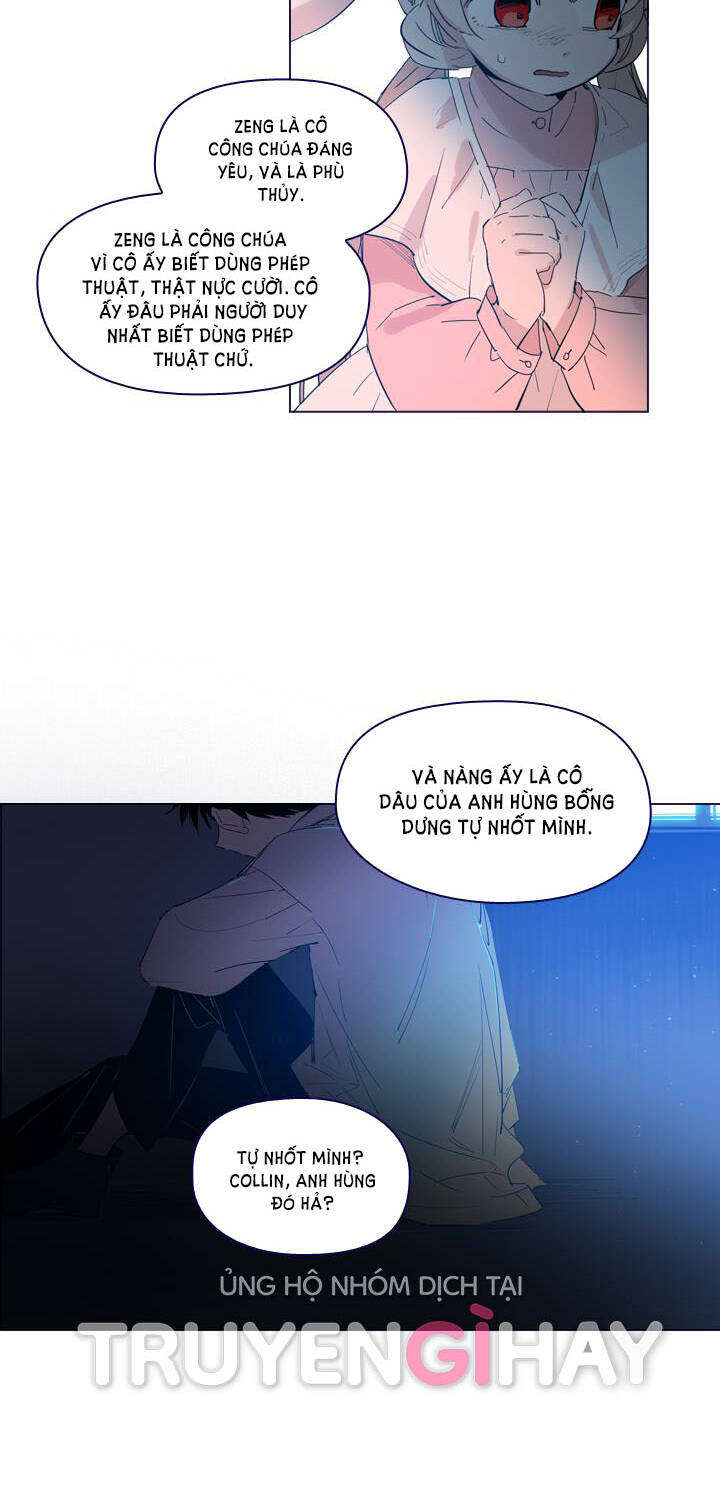 ZENG LÀ CÔ
CÔNG CHÚA ĐÁNG
YÊU, VÀ LÀ PHÙ
THỦY.
ZENG LÀ CÔNG CHÚA
VÌ CÔ ẤY BIẾT DÙNG PHÉP
THUẬT, THẬT NỰC CƯỜI. CÔ
ẤY ĐÂU PHẢI NGƯỜI DUY
NHẤT BIẾT DÙNG PHÉP
THUẬT CHỨ.
VÀ NÀNG ẤY LÀ CÔ
DÂU CỦA ANH HÙNG BỖNG
DƯNG TỰ NHỐT MÌNH.
TỰ NHỐT MÌNH?
COLLIN, ANH HÙNG
ĐÓ HẢ?
ỦNG HỘ NHÓM DỊCH TẠI
TRUYENGIHAY